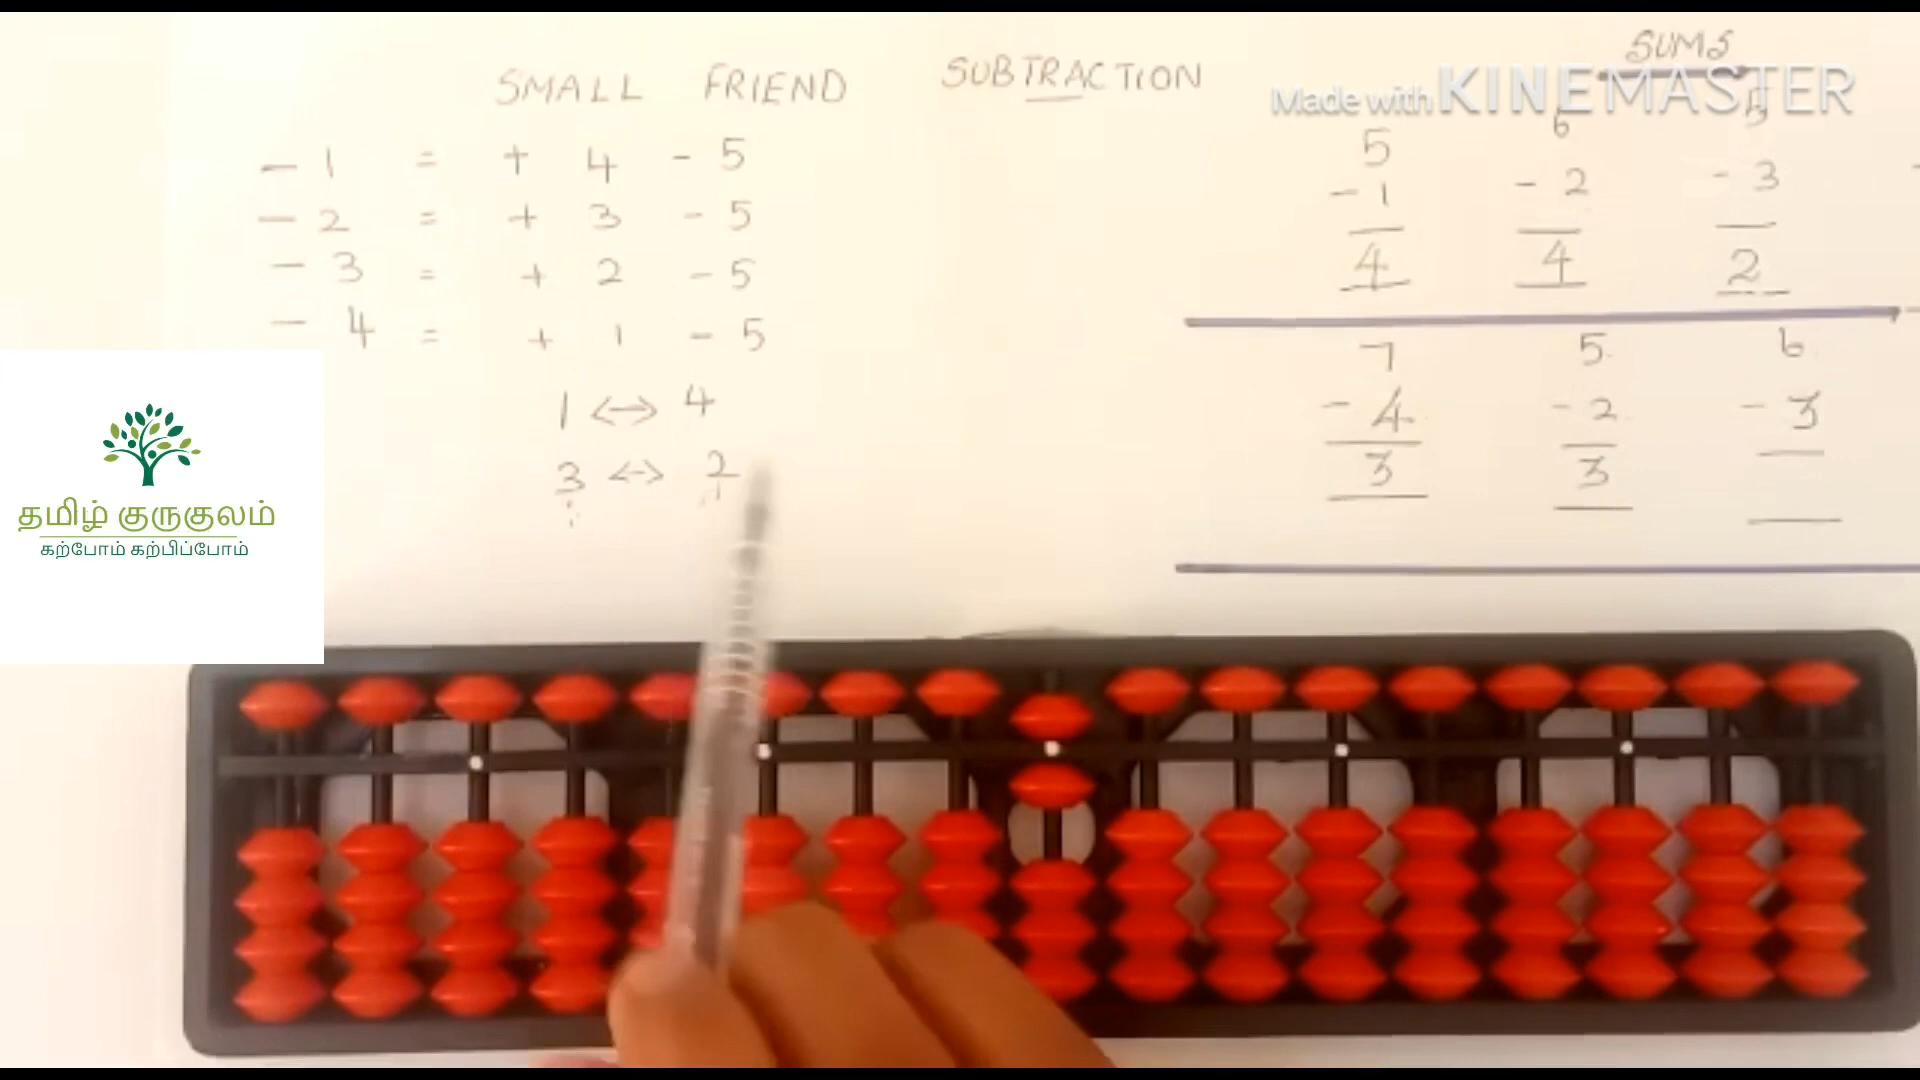 SMALL FRIEND SUBTRACTION
- 1 = + 4 - 5
- 2 = + 3 - 5
- 3 = + 2 - 5
- 4 = + 1 - 5
1 <-> 4
3 <-> 2
SUMS
Made with KINEMASTER
5 6 5
- 1 - 2 - 3
4 4 2
7 5 6
- 4 - 2 - 3
3 3
தமிழ் குருகுலம்
கற்போம் கற்பிப்போம்